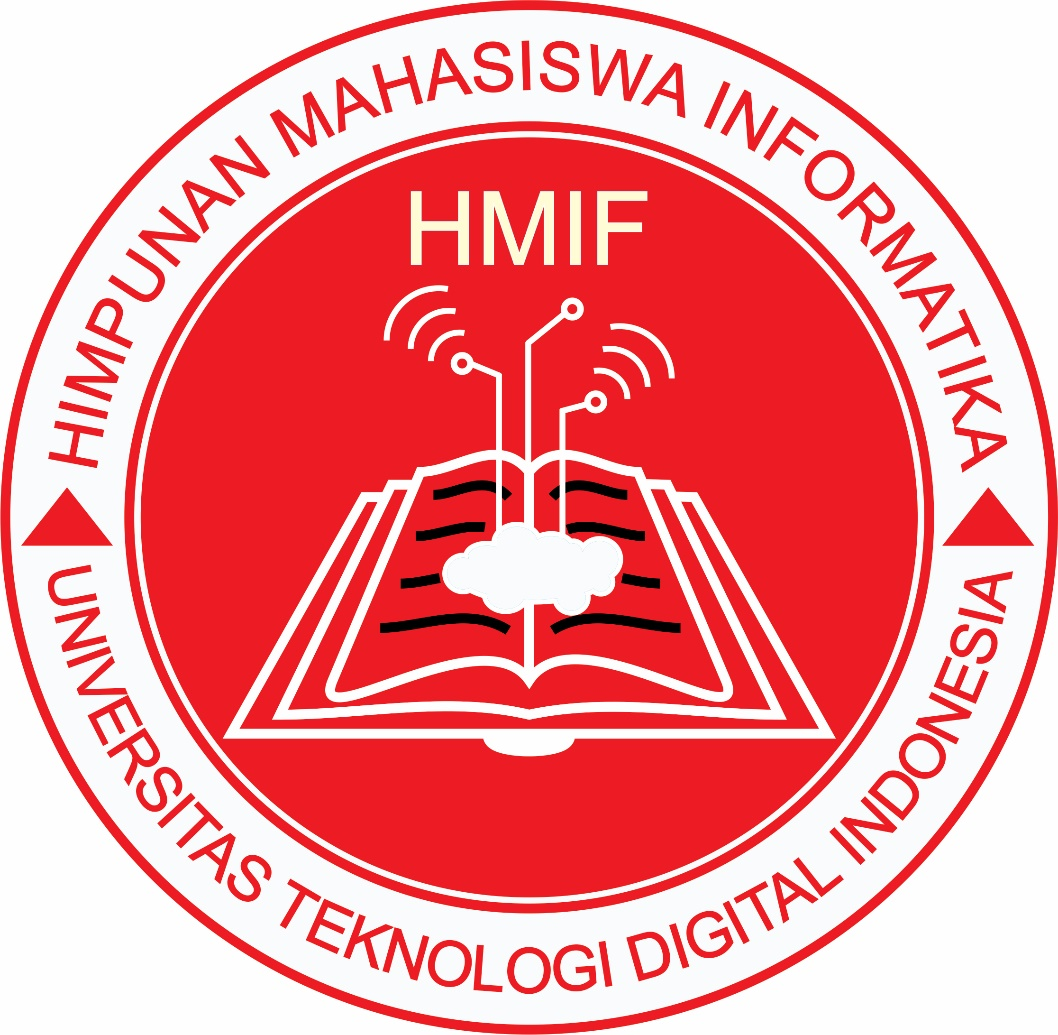 HIMPUNAN MAHASISWA INFORMATIKA
HMIF
UNIVERSITAS TEKNOLOGI DIGITAL INDONESIA